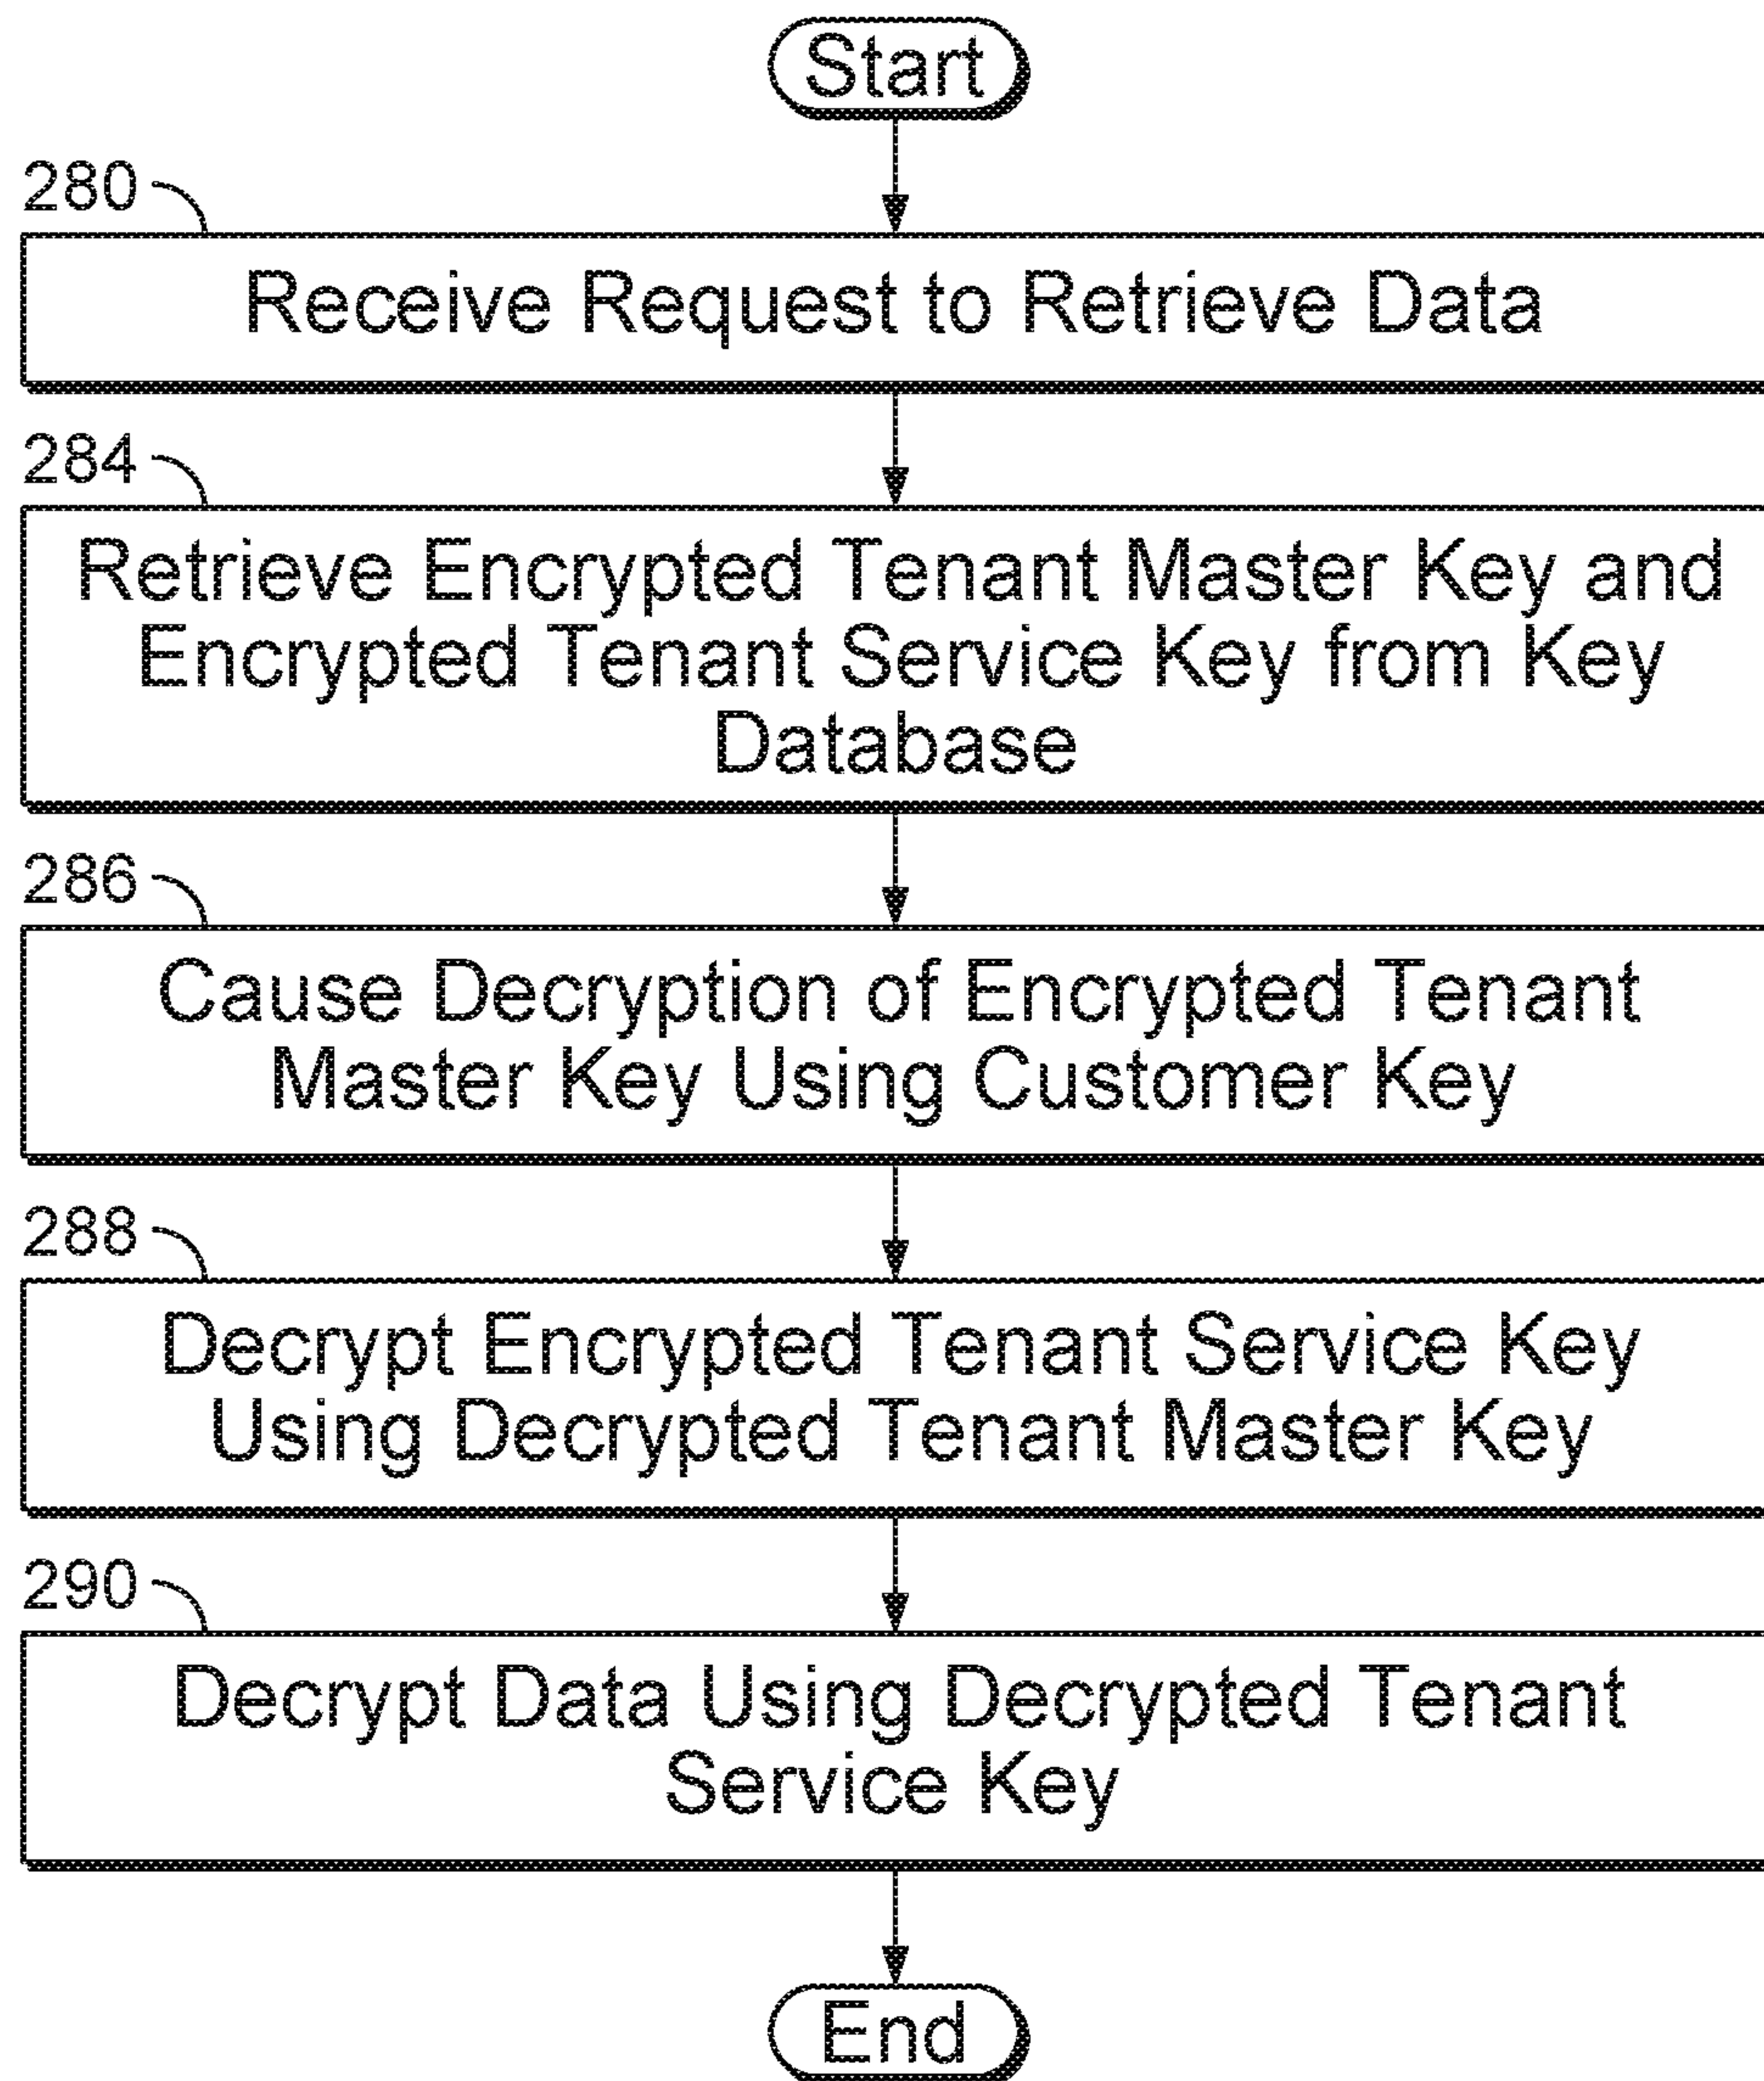 Start
280
Receive Request to Retrieve Data
284
Retrieve Encrypted Tenant Master Key and
Encrypted Tenant Service Key from Key
Database
286
Cause Decryption of Encrypted Tenant
Master Key Using Customer Key
288
Decrypt Encrypted Tenant Service Key
Using Decrypted Tenant Master Key
290
Decrypt Data Using Decrypted Tenant
Service Key
End